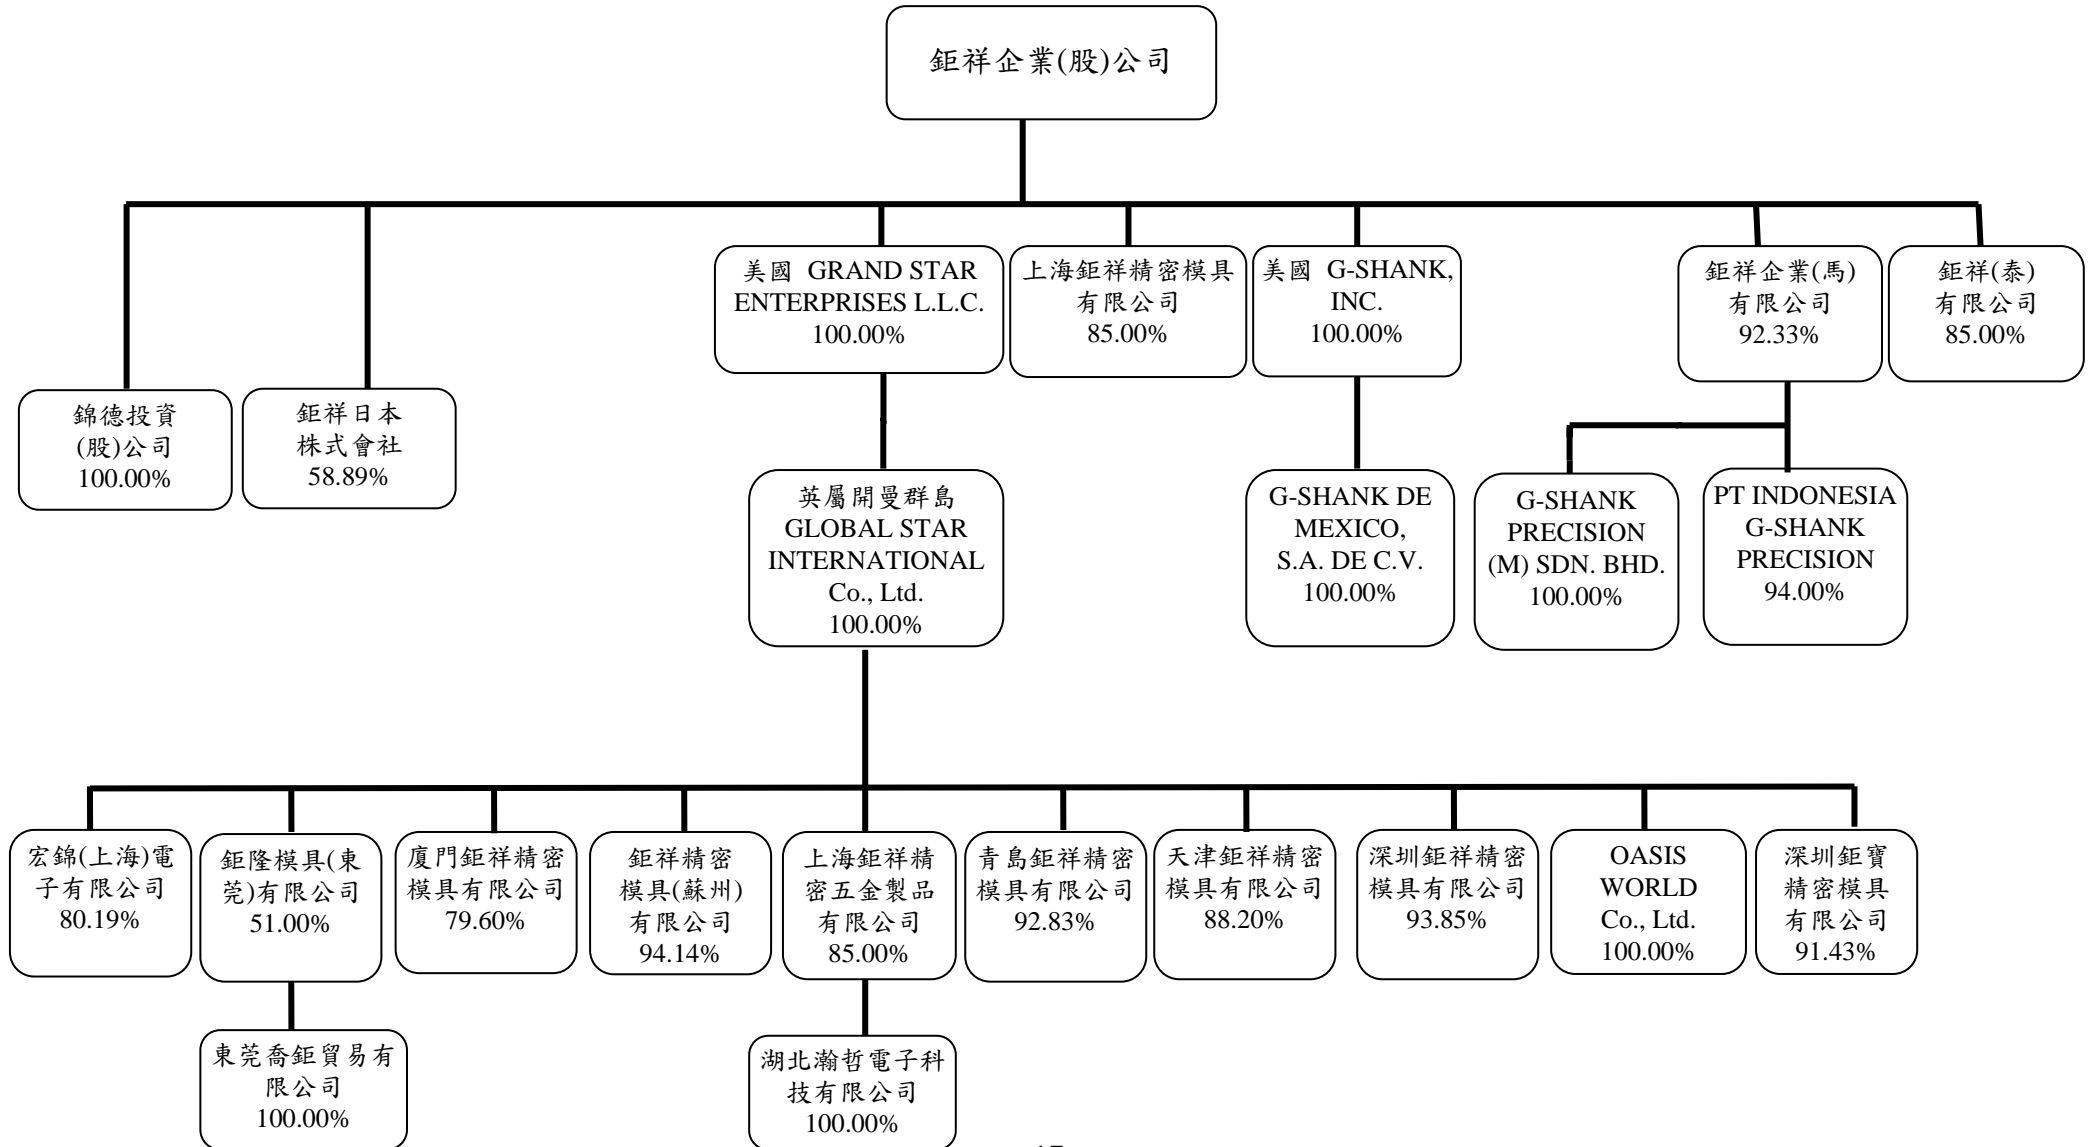 鉅祥企業(股)公司
美國 GRAND STAR
ENTERPRISES L.L.C.
100.00%
上海鉅祥精密模具
有限公司
85.00%
美國 G-SHANK,
INC.
100.00%
鉅祥企業(馬)
有限公司
92.33%
鉅祥(泰)
有限公司
85.00%
錦德投資
(股)公司
100.00%
鉅祥日本
株式會社
58.89%
英屬開曼群島
GLOBAL STAR
INTERNATIONAL
Co., Ltd.
100.00%
G-SHANK DE
MEXICO,
S.A. DE C.V.
100.00%
G-SHANK
PRECISION
(M) SDN. BHD.
100.00%
PT INDONESIA
G-SHANK
PRECISION
94.00%
宏錦(上海)電
子有限公司
80.19%
鉅隆模具(東
莞)有限公司
51.00%
廈門鉅祥精密
模具有限公司
79.60%
鉅祥精密
模具(蘇州)
有限公司
94.14%
上海鉅祥精
密五金製品
有限公司
85.00%
青島鉅祥精密
模具有限公司
92.83%
天津鉅祥精密
模具有限公司
88.20%
深圳鉅祥精密
模具有限公司
93.85%
OASIS
WORLD
Co., Ltd.
100.00%
深圳鉅寶
精密模具
有限公司
91.43%
東莞喬鉅貿易有
限公司
100.00%
湖北瀚哲電子科
技有限公司
100.00%